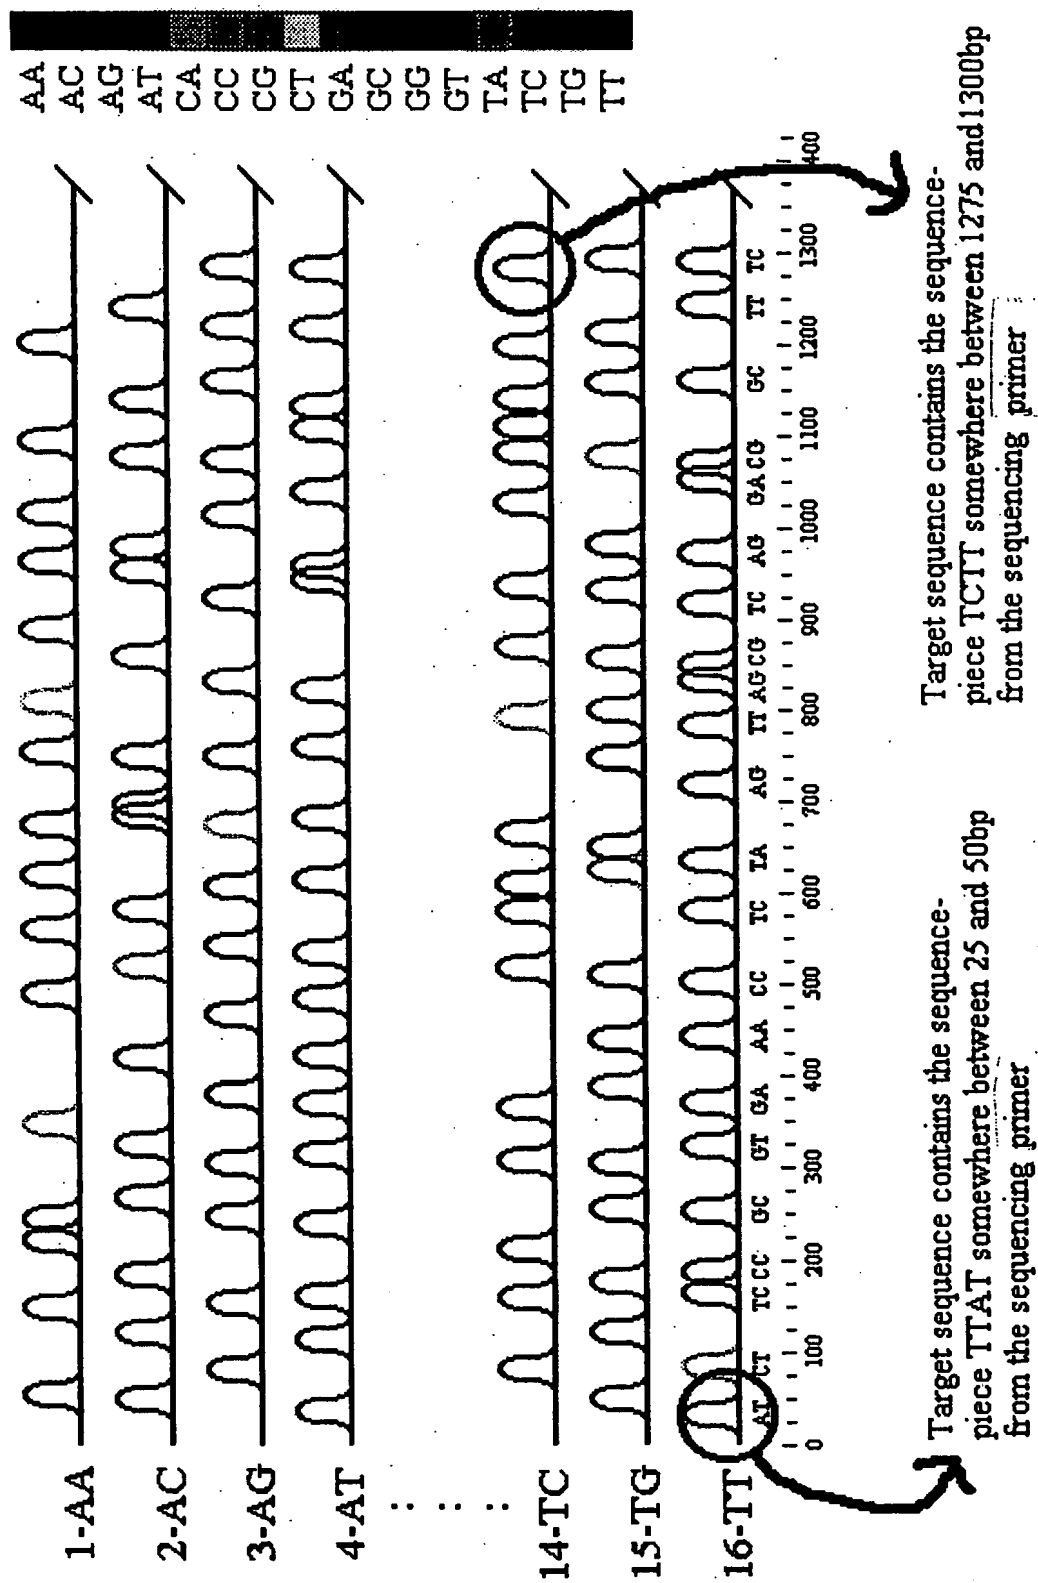 AA
AC
AG
AT
CA
CC
CG
CT
GA
GC
GG
GT
TA
TC
TG
TT
1-AA
2-AC
3-AG
4-AT
14-TC
15-TG
16-TT
AT CT TC CC GC GT GA AA CC TC TA AG TT AG CG TC AG GA CG GC TT TC
0 100 200 300 400 500 600 700 800 900 1000 1100 1200 1300 400
Target sequence contains the sequence-
piece TTAT somewhere between 25 and 50bp
from the sequencing primer
Target sequence contains the sequence-
piece TCTT somewhere between 1275 and 1300bp
from the sequencing primer